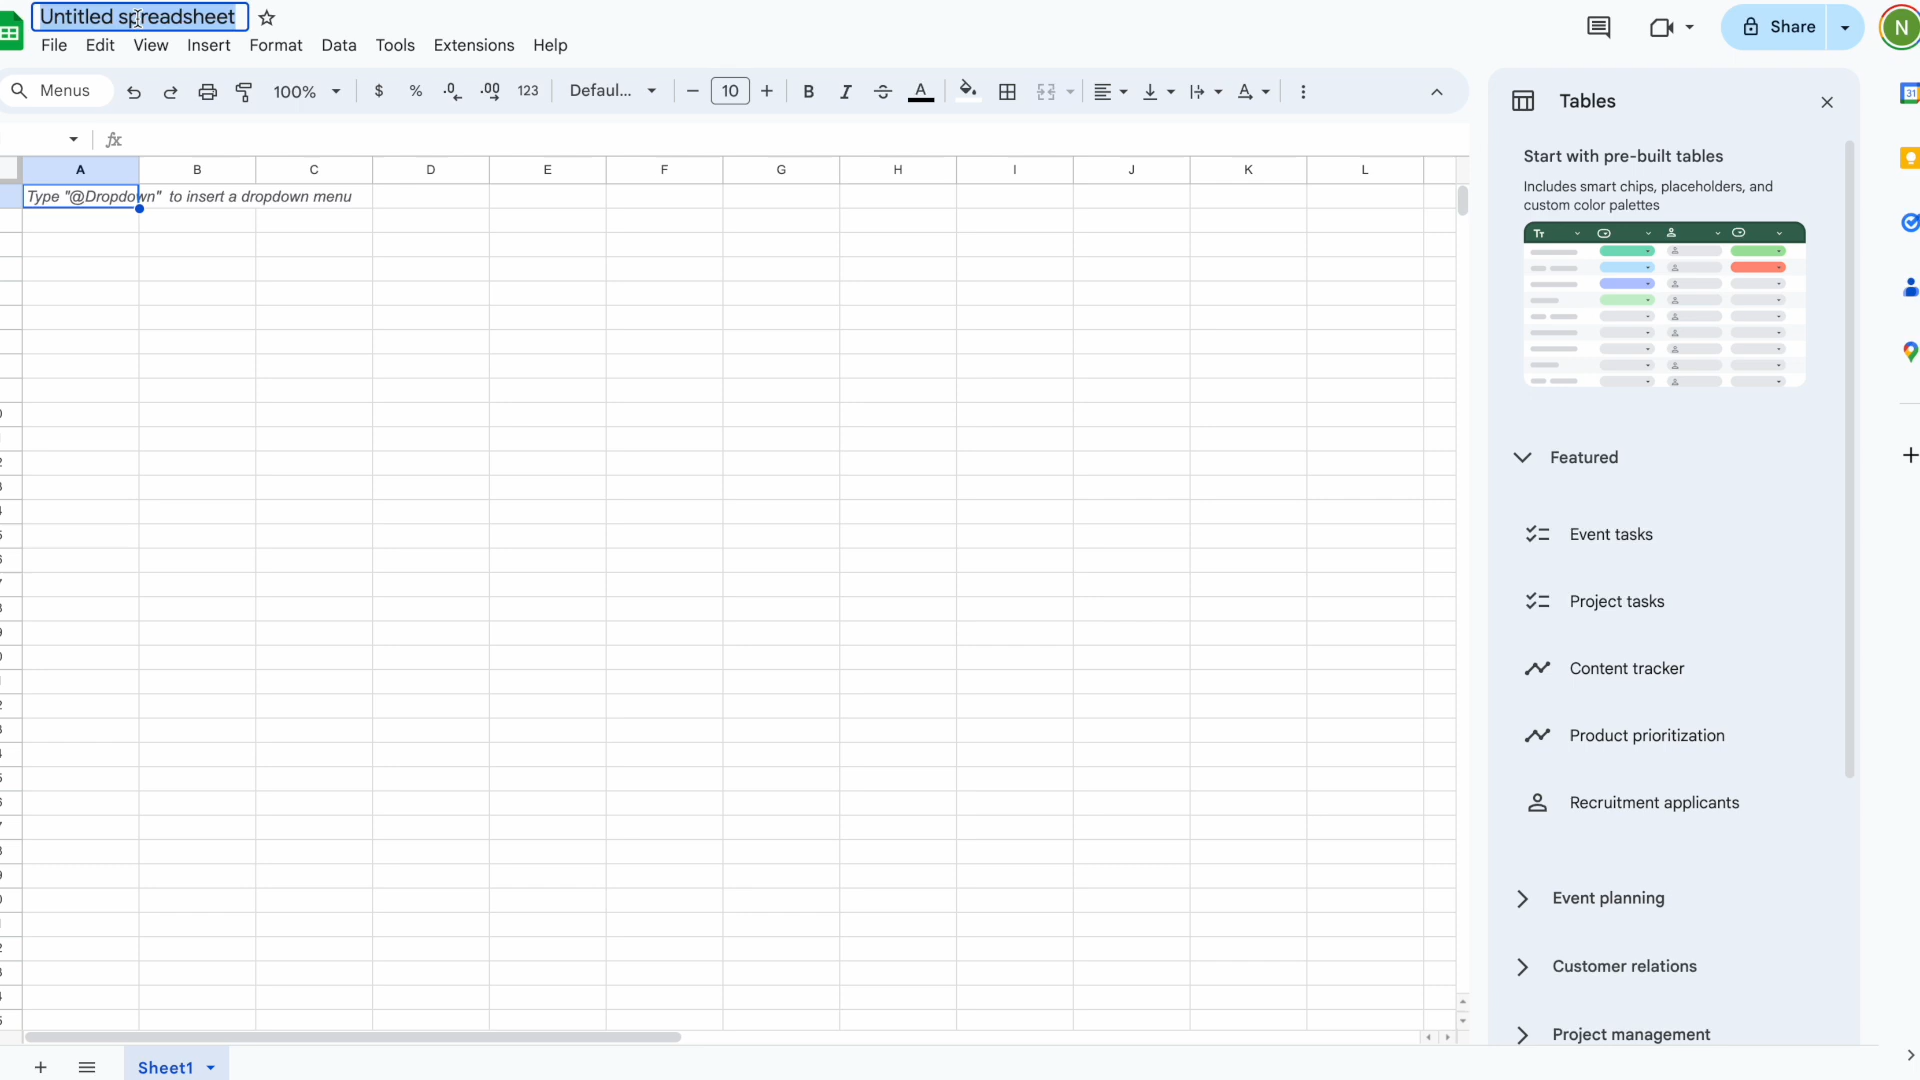 Untitled spreadsheet
File Edit View Insert Format Data Tools Extensions Help
Share
N
Menus 100% $ % .0 .00 123 Defaul... 10 B I S A
fx
A B C D E F G H I J K L
Type "@Dropdown" to insert a dropdown menu
Tables
Start with pre-built tables
Includes smart chips, placeholders, and
custom color palettes
Tт
31
Featured
Event tasks
Project tasks
Content tracker
Product prioritization
Recruitment applicants
Event planning
Customer relations
Project management
Sheet1